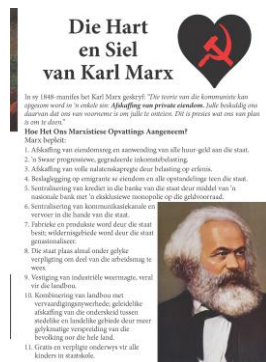 Die Hart
en Siel
van Karl Marx
In sy 1848-manifes het Karl Marx geskryf: "Die teorie van die kommuniste kan
opgesom word in 'n enkele sin: Afskaffing van private eiendom. Julle beskuldig ons
daarvan dat ons van voorneme is om julle te onteien. Dit is presies wat ons van plan
is om te doen."
Hoe Het Ons Marxistiese Opvattings Aangeneem?
Marx bepleit:
1. Afskaffing van eiendomsreg en aanwending van alle huur-geld aan die staat.
2. 'n Swaar progressiewe, gegradeerde inkomstebelasting.
3. Afskaffing van volle nalatenskapregte deur belasting op erfenis.
4. Beslaglegging op emigrante se eiendom en alle opstandelinge teen die staat.
5. Sentralisering van krediet in die banke van die staat deur middel van 'n
nasionale bank met 'n eksklusiewe monopolie op die geldvoorraad.
6. Sentralisering van kommunikasiekanale en
vervoer in die hande van die staat.
7. Fabrieke en produksie word deur die staat
besit; wildernisgebiede word deur die staat
genasionaliseer.
8. Die staat plaas almal onder gelyke
verpligting om deel van die arbeidsmag te
wees.
9. Vestiging van industriële weermagte, veral
vir die landbou.
10. Kombinering van landbou met
vervaardigingsnywerhede; geleidelike
afskaffing van die onderskeid tussen
stedelike en landelike gebiede deur meer
gelykmatige verspreiding van die
bevolking oor die hele land.
11. Gratis en verpligte onderwys vir alle
kinders in staatskole.